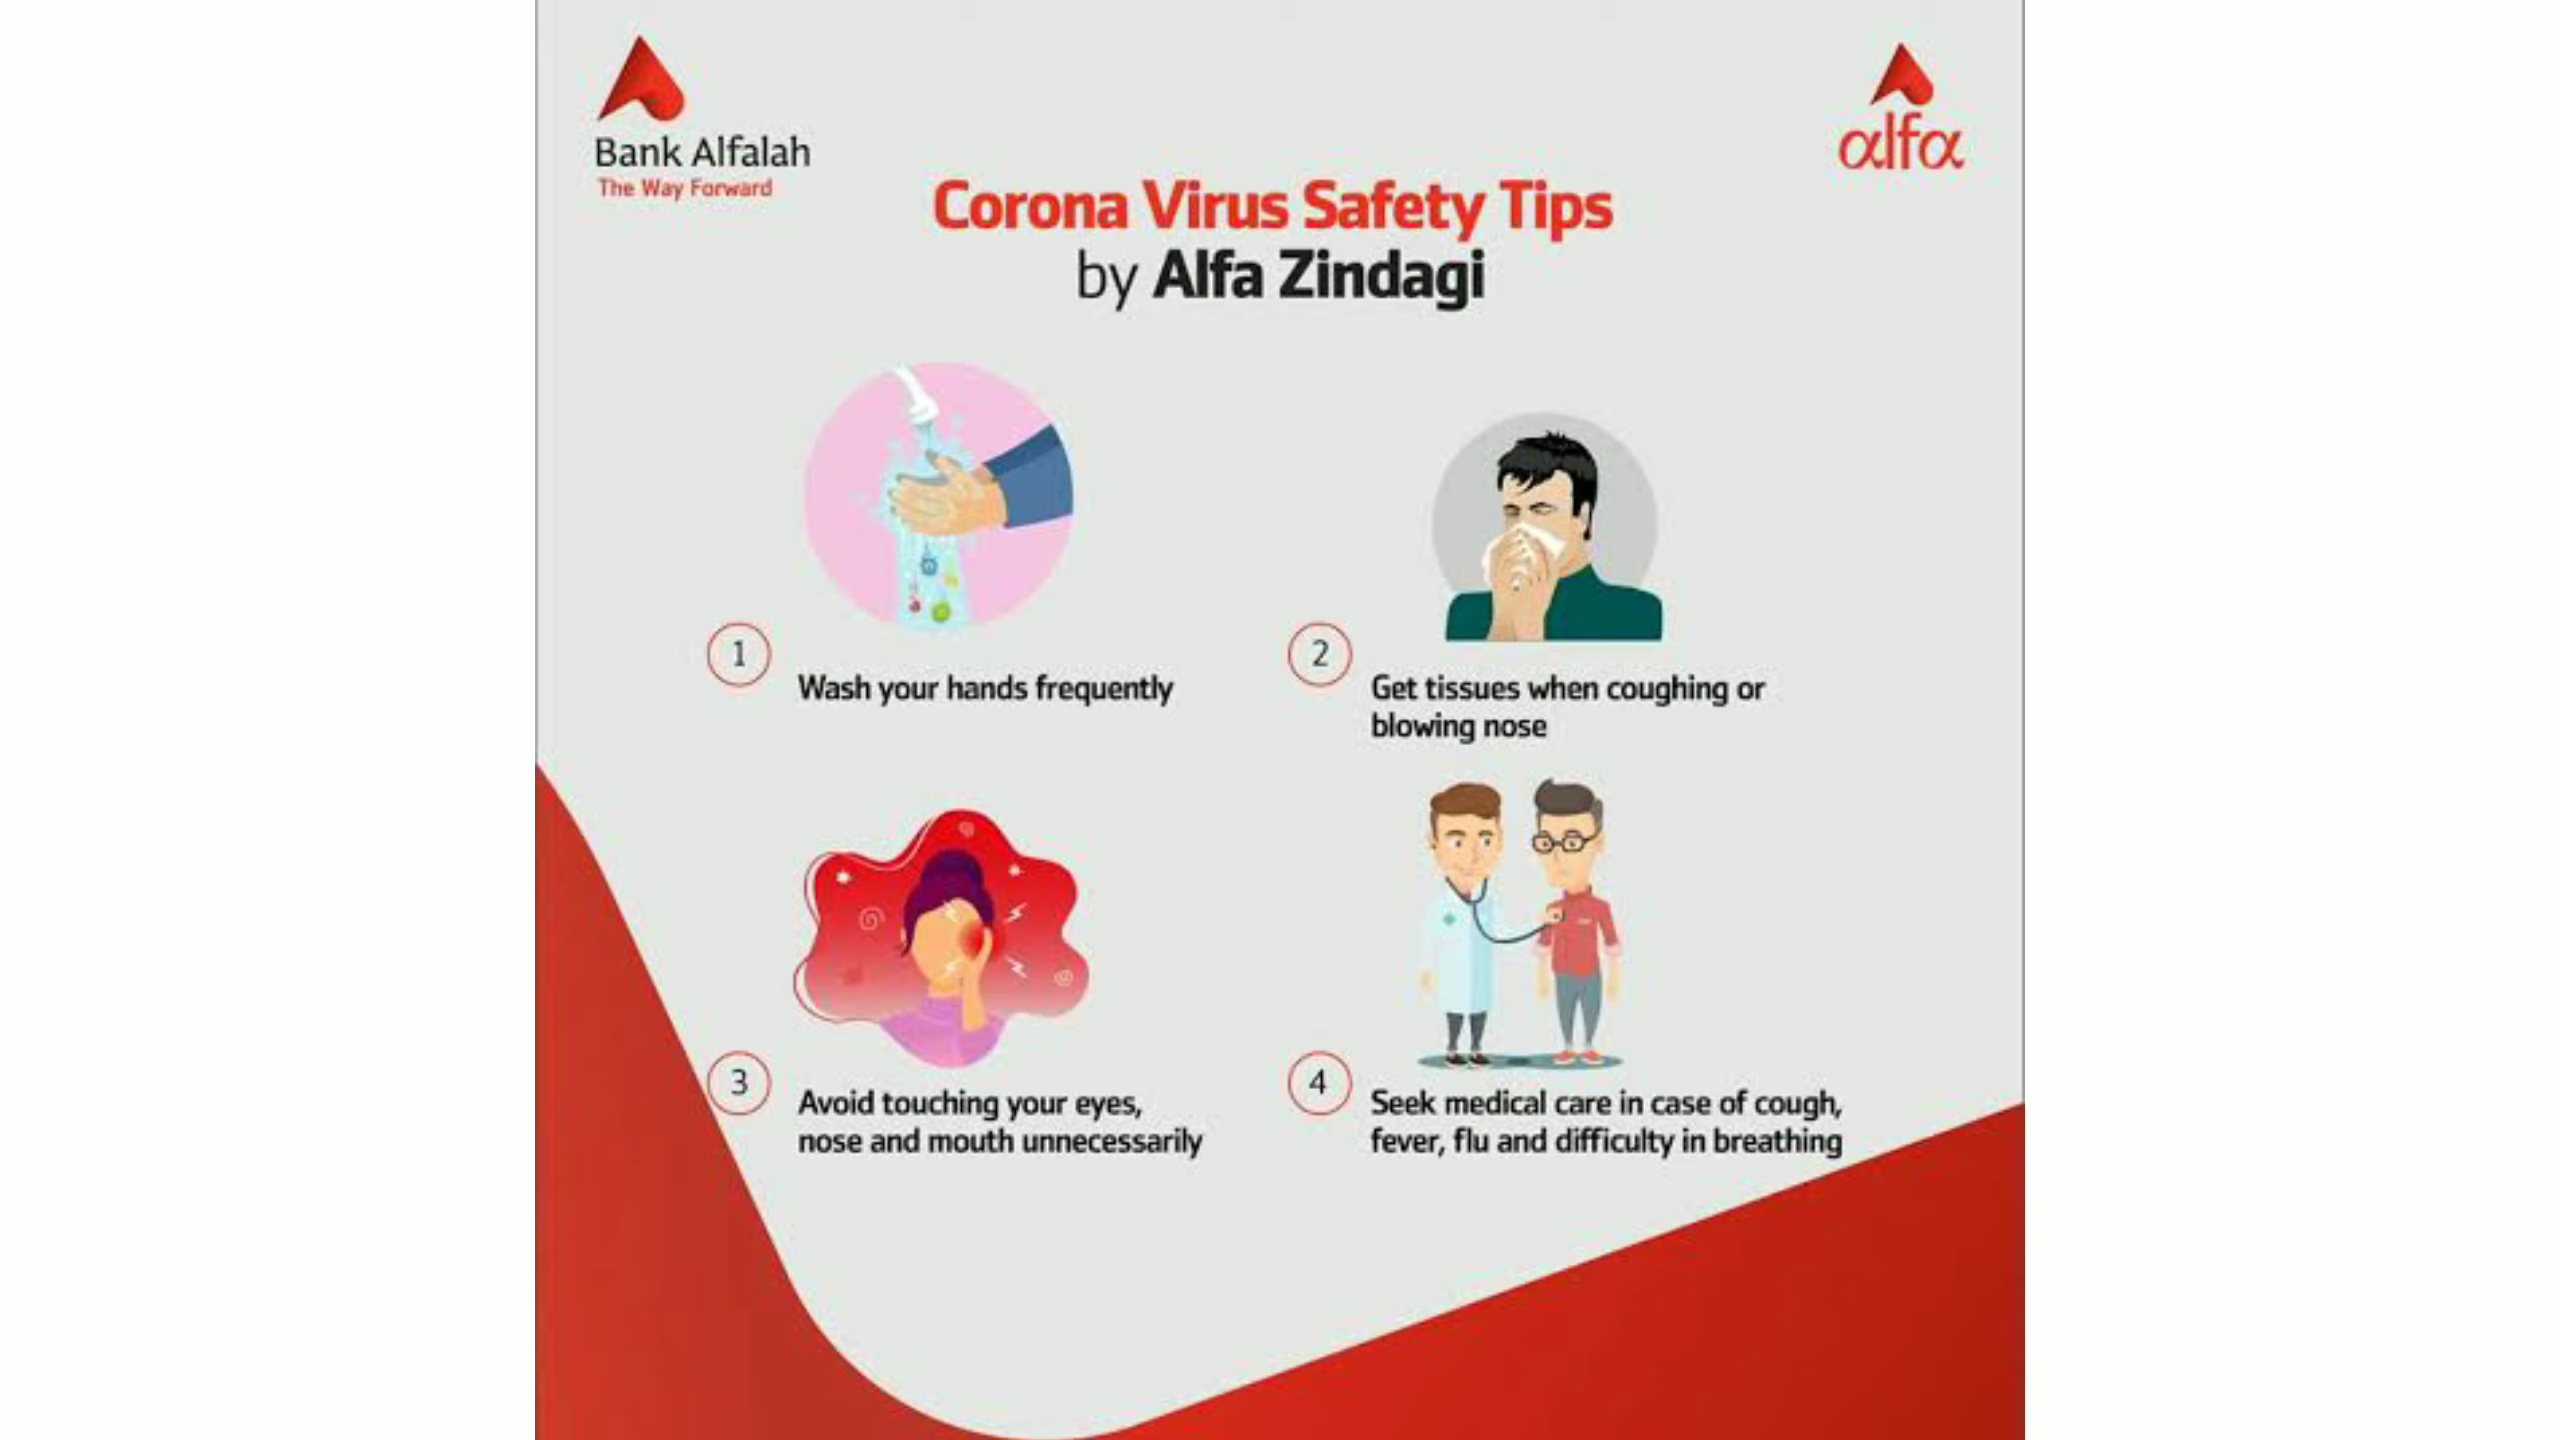 Bank Alfalah
The Way Forward
alfa
Corona Virus Safety Tips
by Alfa Zindagi
1
Wash your hands frequently
2
Get tissues when coughing or
blowing nose
3
Avoid touching your eyes,
nose and mouth unnecessarily
4
Seek medical care in case of cough,
fever, flu and difficulty in breathing